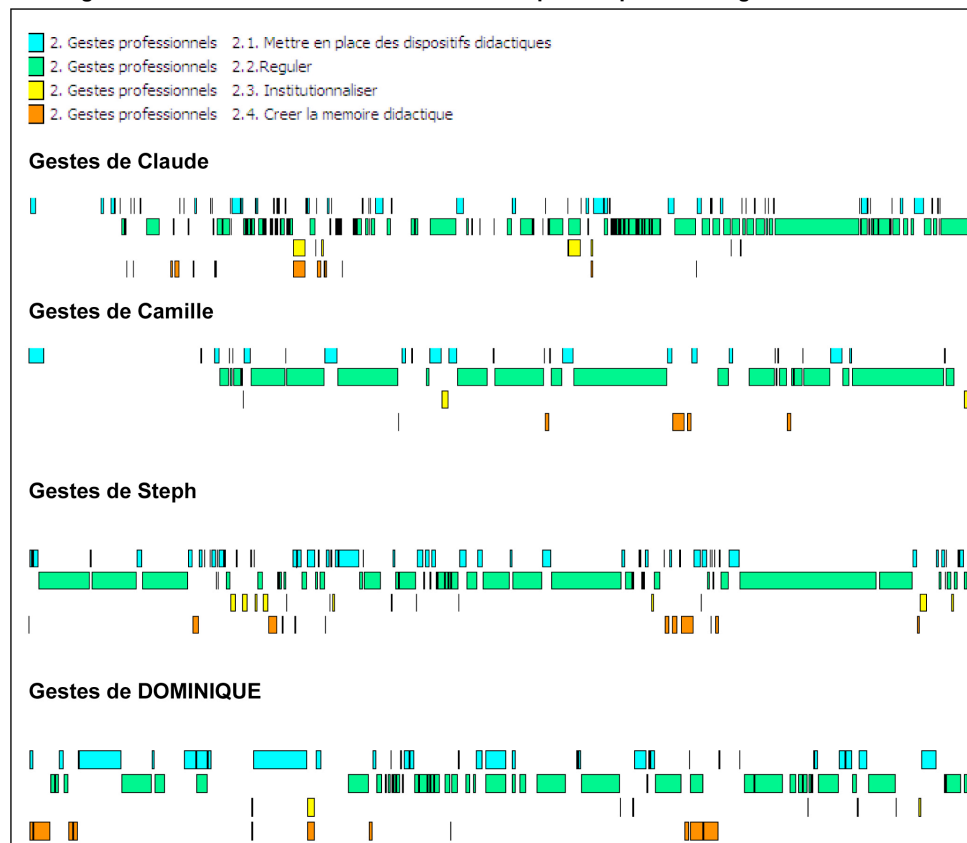 2. Gestes professionnels 2.1. Mettre en place des dispositifs didactiques
2. Gestes professionnels 2.2.Reguler
2. Gestes professionnels 2.3. Institutionnaliser
2. Gestes professionnels 2.4. Creer la memoire didactique
Gestes de Claude
Gestes de Camille
Gestes de Steph
Gestes de DOMINIQUE